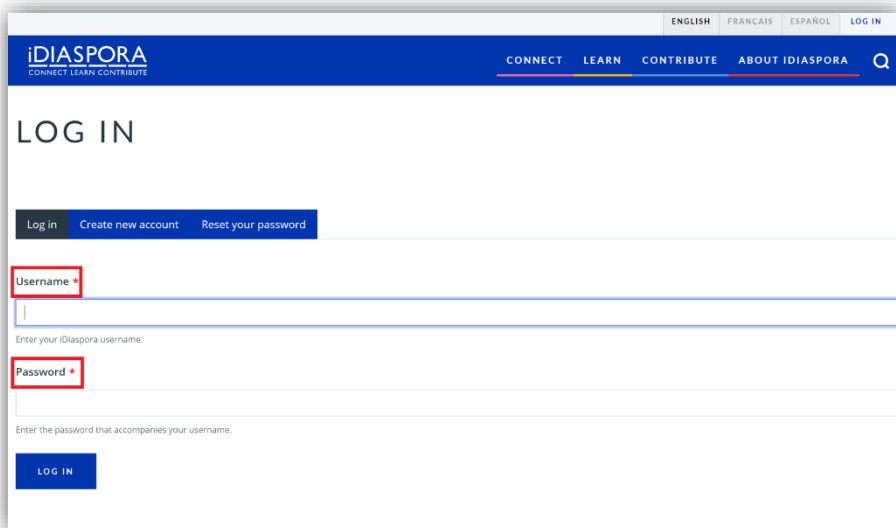 ENGLISH FRANÇAIS ESPAÑOL LOG IN
iDIASPORA
CONNECT LEARN CONTRIBUTE
CONNECT LEARN CONTRIBUTE ABOUT IDIASPORA
LOG IN
Log in Create new account Reset your password
Username *
Enter your iDiaspora username.
Password *
Enter the password that accompanies your username.
LOG IN